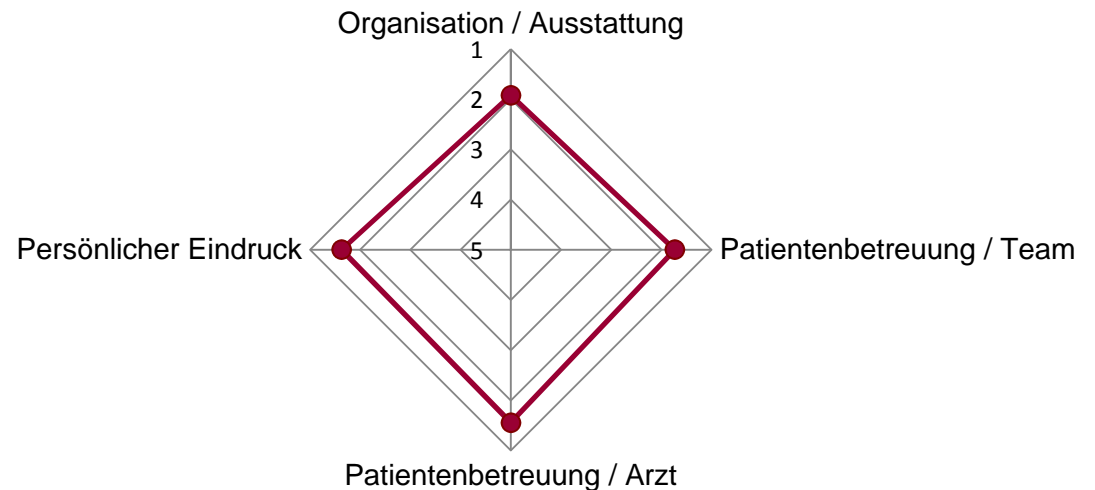 Organisation / Ausstattung
1
2
3
4
5
Persönlicher Eindruck
Patientenbetreuung / Team
Patientenbetreuung / Arzt